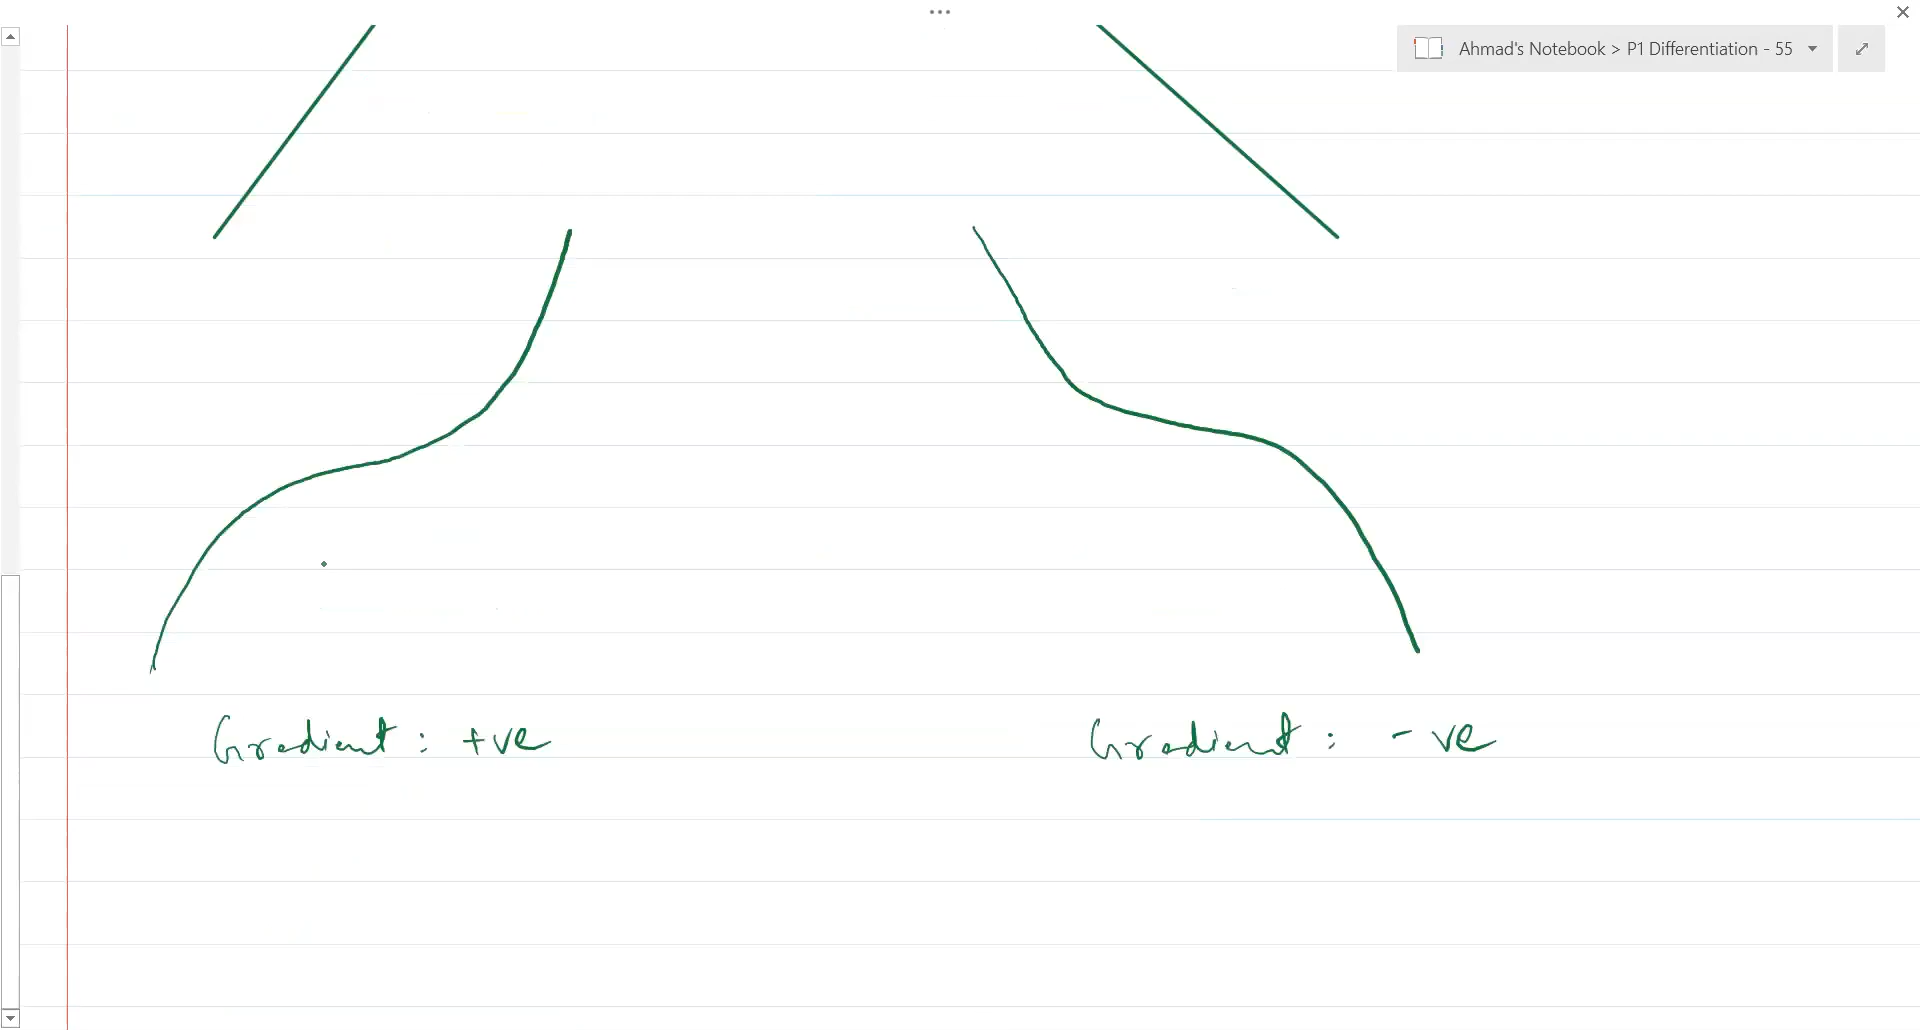 Ahmad's Notebook > P1 Differentiation - 55
Gradient : +ve
Gradient : -ve